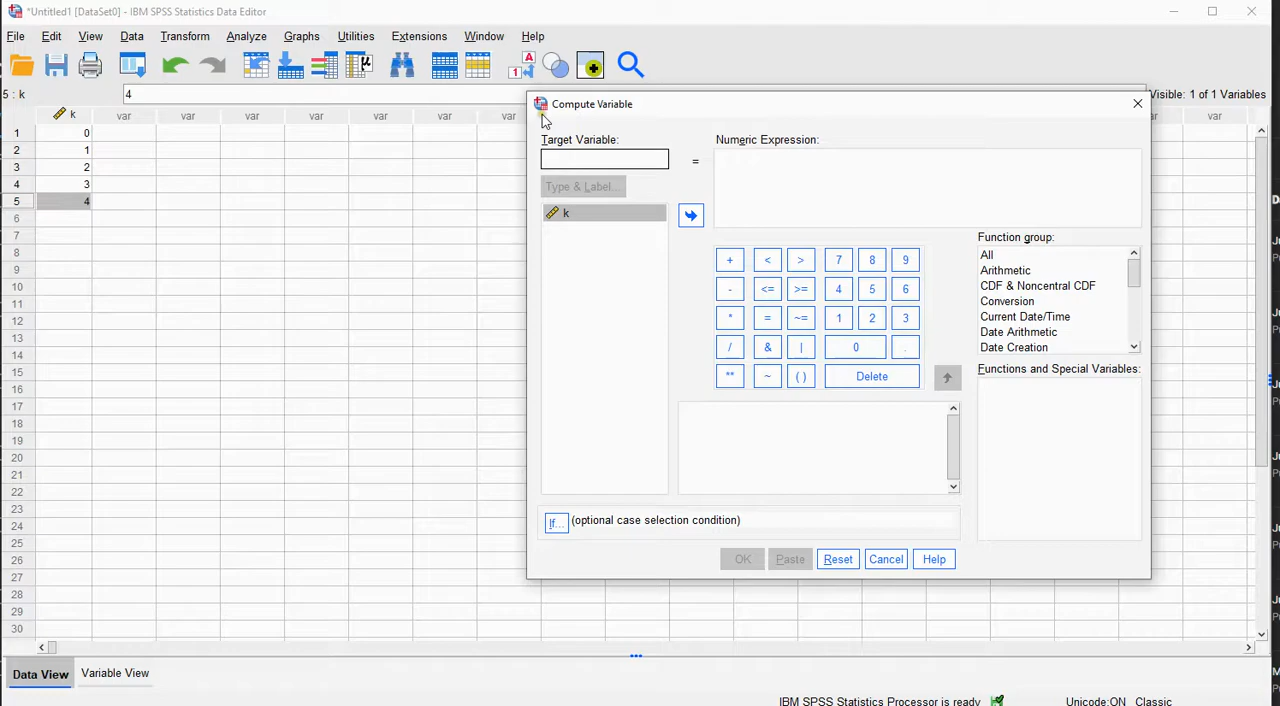 *Untitled1 [DataSet0] - IBM SPSS Statistics Data Editor
File Edit View Data Transform Analyze Graphs Utilities Extensions Window Help
5 : k 4 Visible: 1 of 1 Variables
k var var var var var var var var
1 0
2 1
3 2
4 3
5 4
6
7
8
9
10
11
12
13
14
15
16
17
18
19
20
21
22
23
24
25
26
27
28
29
30
Compute Variable
Target Variable:
=
Numeric Expression:
Type & Label...
k
+ < > 7 8 9
- <= >= 4 5 6
* = ~= 1 2 3
/ & | 0 .
** ~ ( ) Delete
Function group:
All
Arithmetic
CDF & Noncentral CDF
Conversion
Current Date/Time
Date Arithmetic
Date Creation
Functions and Special Variables:
If... (optional case selection condition)
OK Paste Reset Cancel Help
Data View Variable View
IBM SPSS Statistics Processor is ready Unicode:ON Classic